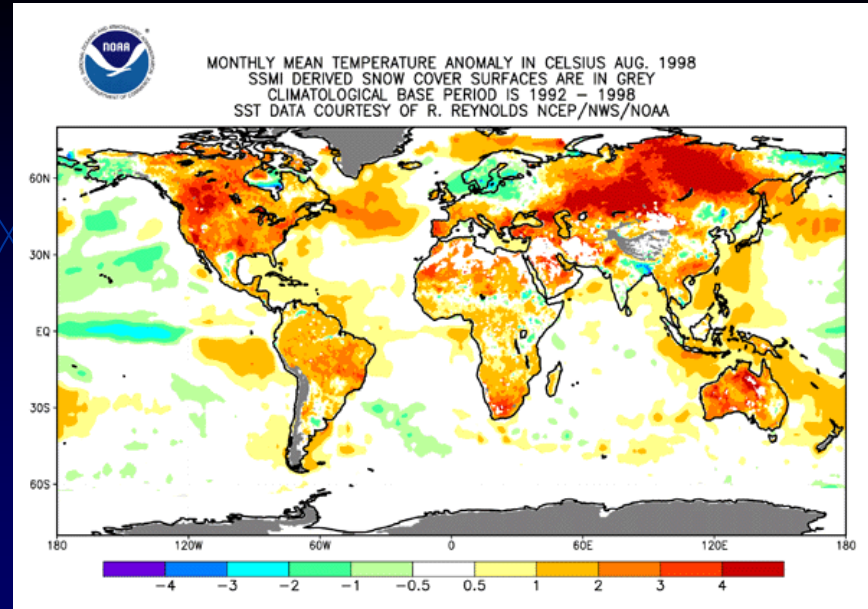 NOAA
MONTHLY MEAN TEMPERATURE ANOMALY IN CELSIUS AUG. 1998
SSMI DERIVED SNOW COVER SURFACES ARE IN GREY
CLIMATOLOGICAL BASE PERIOD IS 1992 – 1998
SST DATA COURTESY OF R. REYNOLDS NCEP/NWS/NOAA
60N
30N
EQ
30S
60S
180 120W 60W 0 60E 120E 180
−4 −3 −2 −1 −0.5 0.5 1 2 3 4